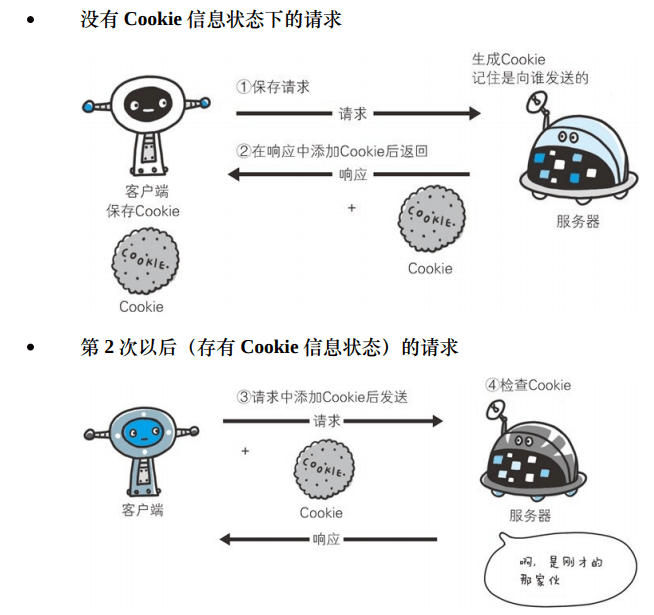 没有 Cookie 信息状态下的请求
生成Cookie
记住是向谁发送的
①保存请求
请求
②在响应中添加Cookie后返回
响应
客户端
保存Cookie
+
COOKIE.
服务器
Cookie
COOKIE.
Cookie
第 2 次以后（存有 Cookie 信息状态）的请求
④检查Cookie
③请求中添加Cookie后发送
请求
+
COOKIE.
Cookie
客户端
服务器
响应
啊，是刚才的
那家伙